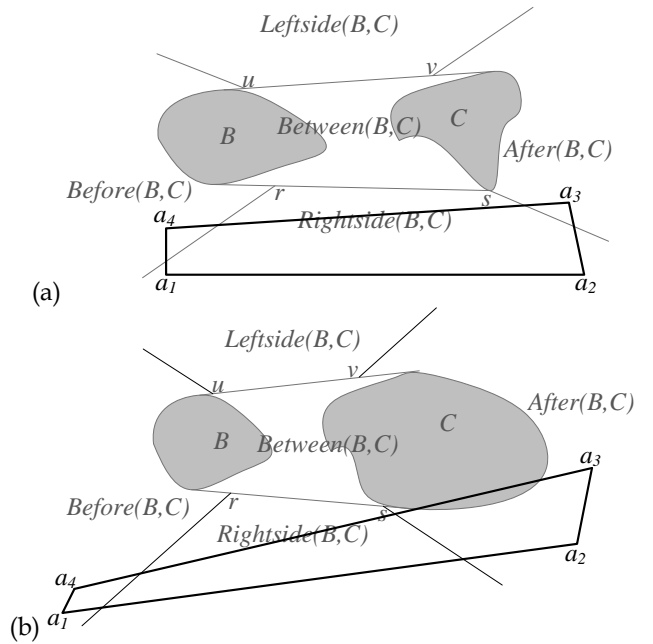 Leftside(B,C)
u
v
B
Between(B,C)
C
After(B,C)
Before(B,C)
r
s
a3
a4
Rightside(B,C)
a1
a2
(a)
Leftside(B,C)
u
v
After(B,C)
B
Between(B,C)
C
a3
Before(B,C)
r
s
Rightside(B,C)
a2
a4
a1
(b)